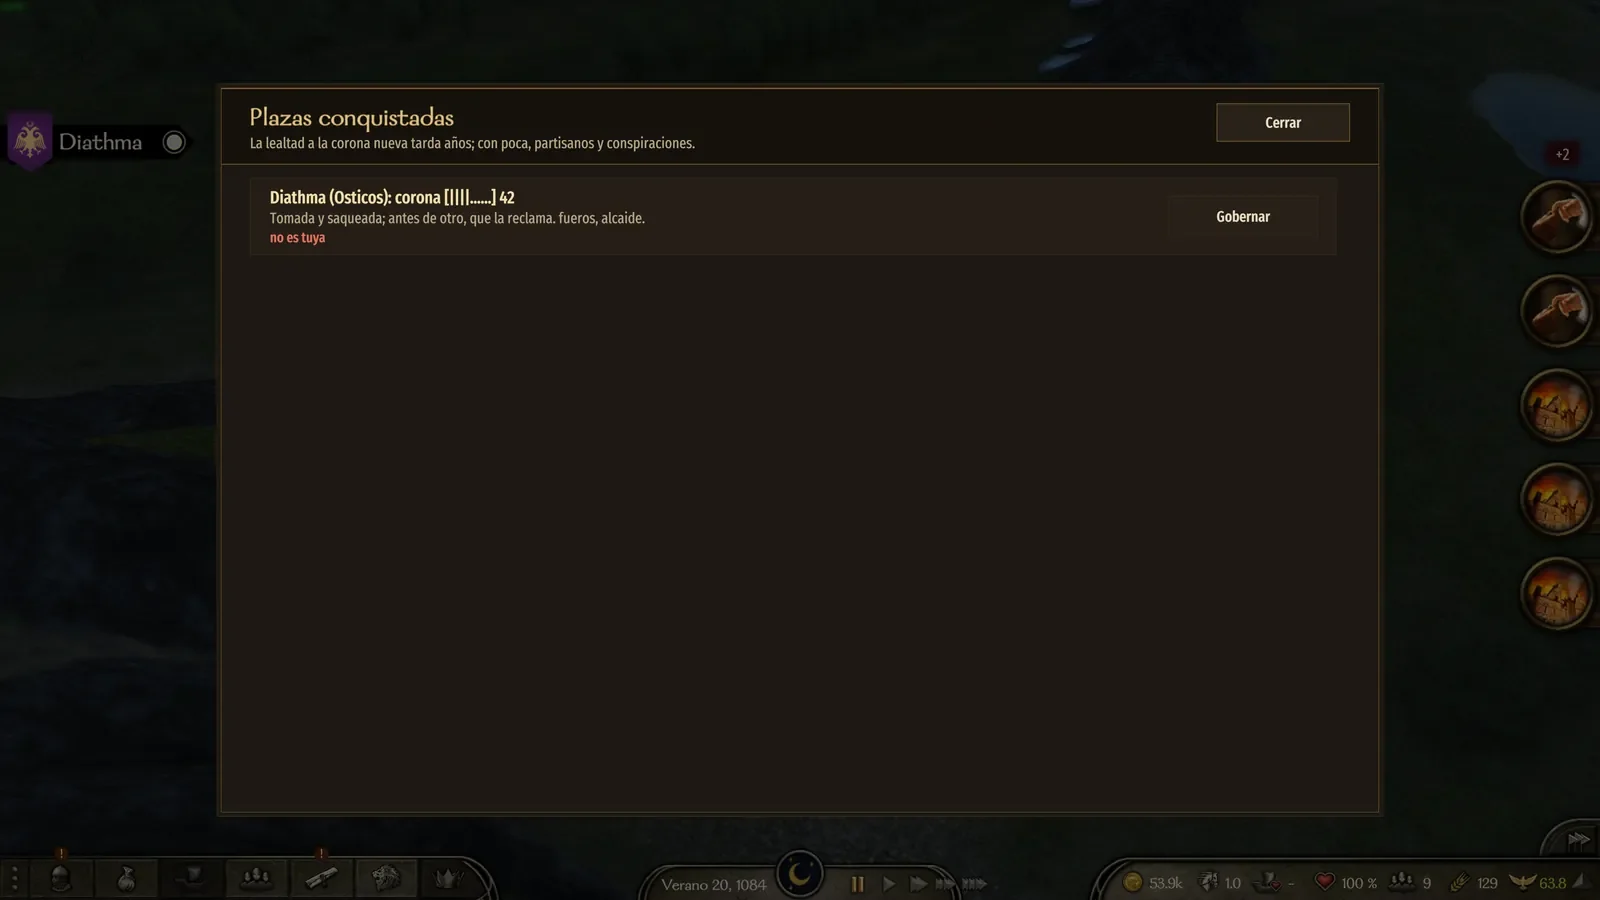 Plazas conquistadas
La lealtad a la corona nueva tarda años; con poca, partisanos y conspiraciones.
Cerrar
Diathma
+2
Diathma (Osticos): corona [||||......] 42
Tomada y saqueada; antes de otro, que la reclama. fueros, alcaide.
no es tuya
Gobernar
Verano 20, 1084
53.9k
1.0
-
100 %
9
129
63.8